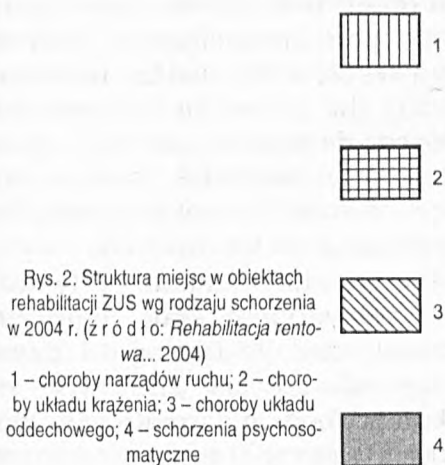 1
2
Rys. 2. Struktura miejsc w obiektach
rehabilitacji ZUS wg rodzaju schorzenia
w 2004 r. (źródło: Rehabilitacja rento-
wa... 2004)
1 – choroby narządów ruchu; 2 – choro-
by układu krążenia; 3 – choroby układu
oddechowego; 4 – schorzenia psychoso-
matyczne
3
4